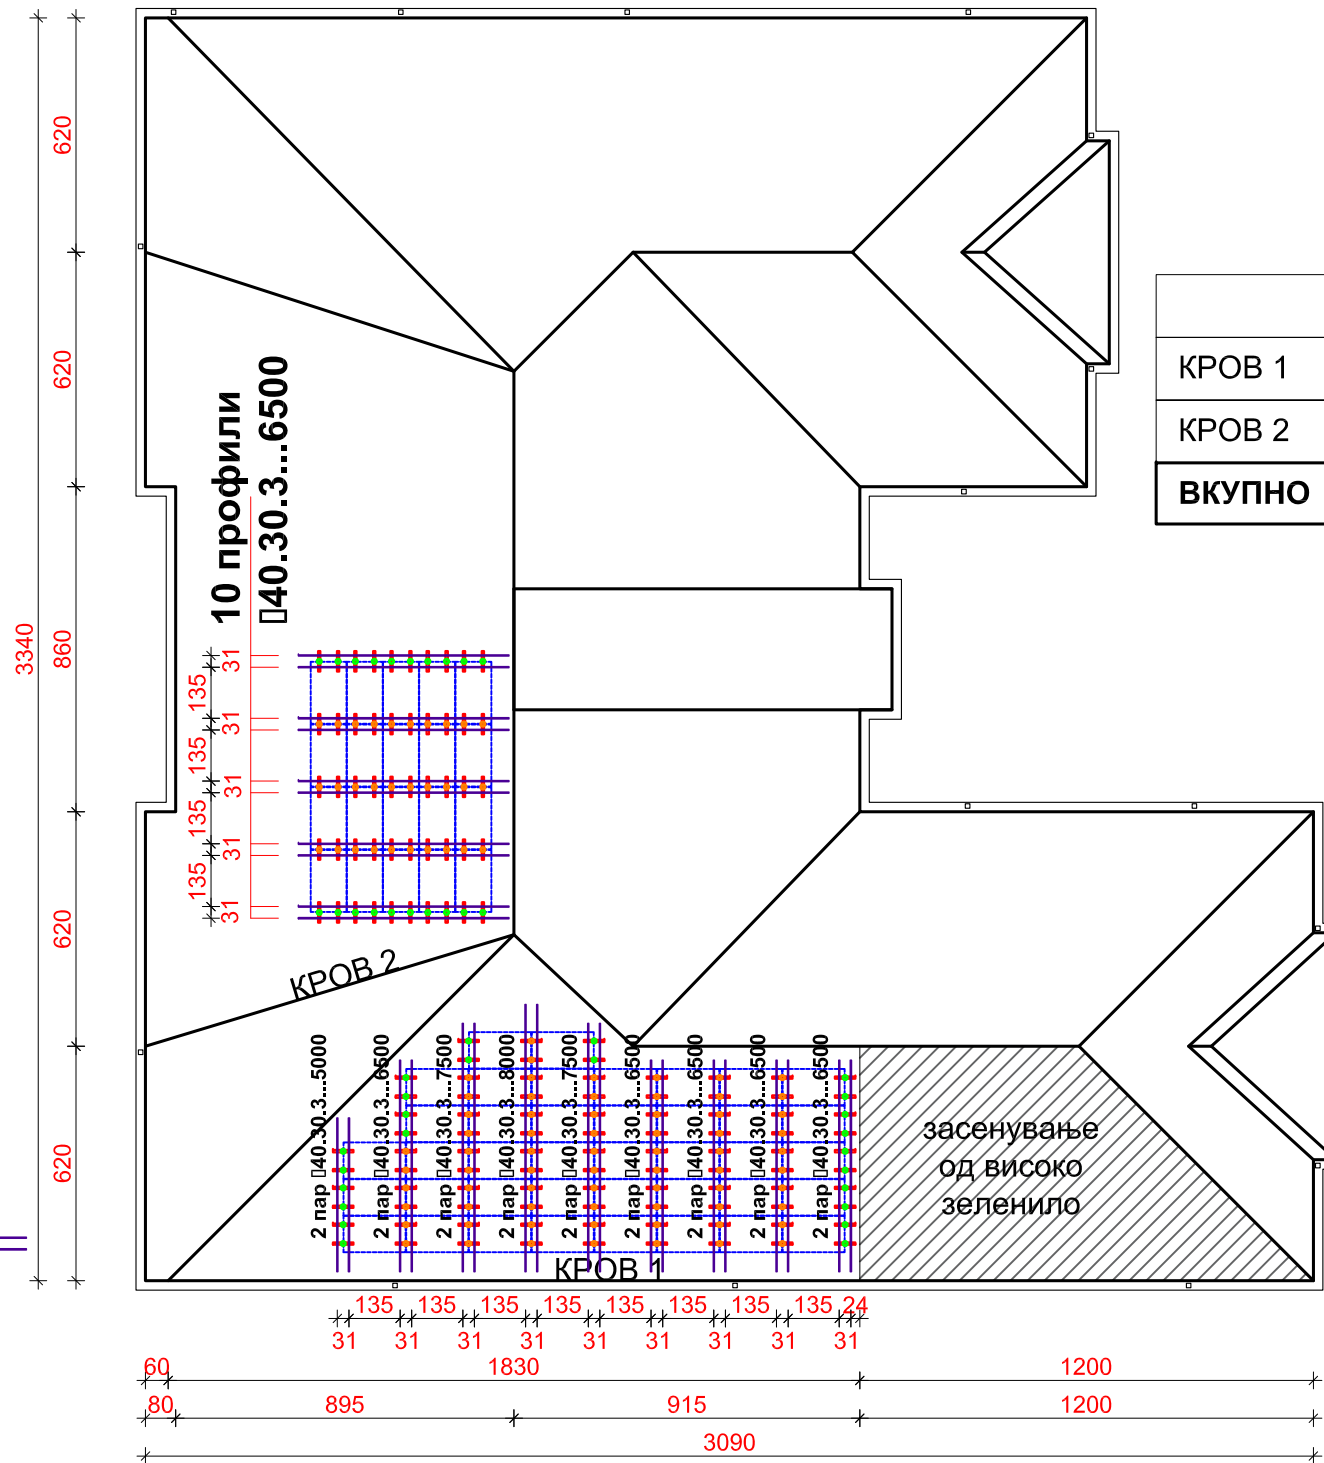 620
620
3340
860
620
620
10 профили
▯40.30.3...6500
31
135
31
135
31
135
31
135
31
КРОВ 1
КРОВ 2
ВКУПНО
КРОВ 2
2 пар ▯40.30.3...5000
2 пар ▯40.30.3...6500
2 пар ▯40.30.3...7500
2 пар ▯40.30.3...8000
2 пар ▯40.30.3...7500
2 пар ▯40.30.3...6500
2 пар ▯40.30.3...6500
2 пар ▯40.30.3...6500
2 пар ▯40.30.3...6500
засенување
од високо
зеленило
КРОВ 1
135 135 135 135 135 135 135 135 24
31 31 31 31 31 31 31 31 31
60 1830 1200
80 895 915 1200
3090